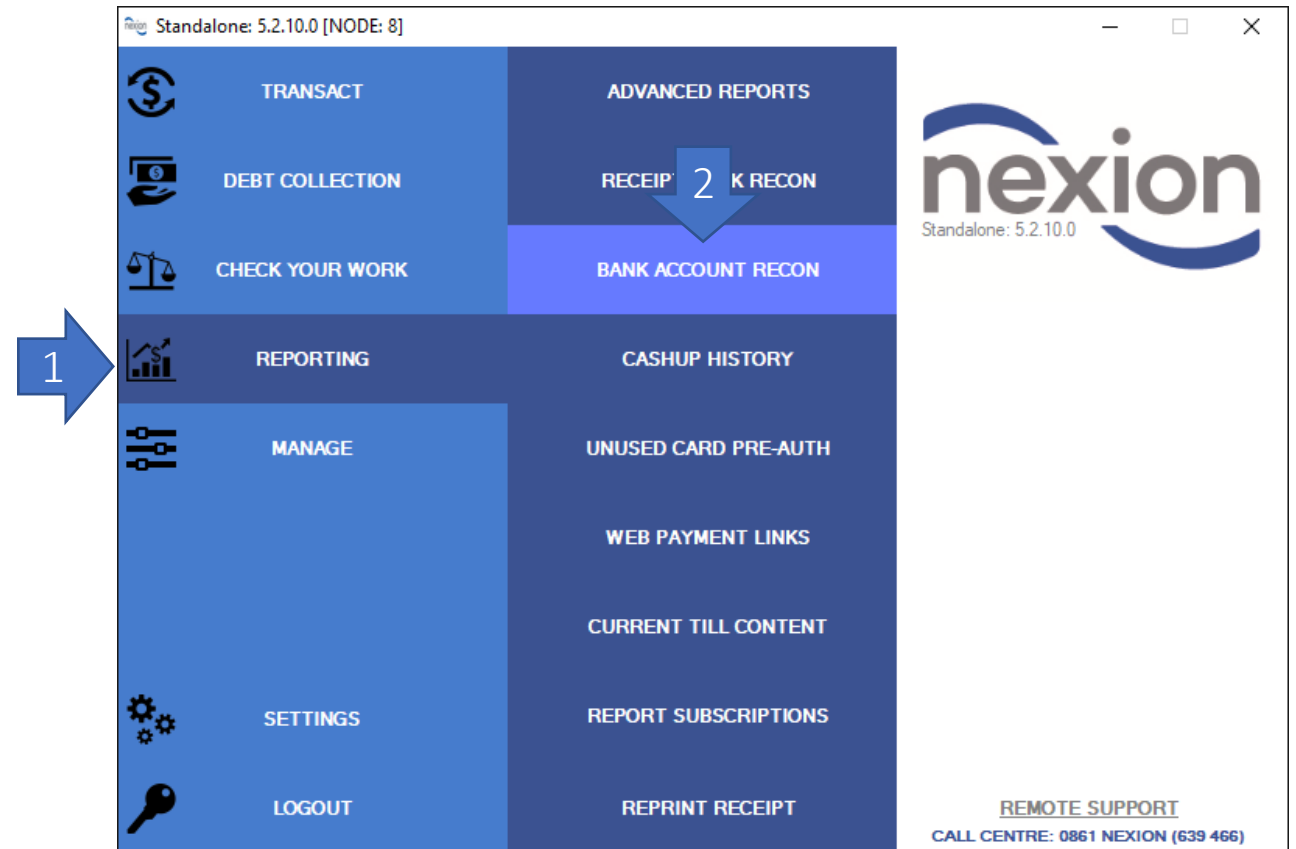 nexion Standalone: 5.2.10.0 [NODE: 8]
TRANSACT
DEBT COLLECTION
CHECK YOUR WORK
1
REPORTING
MANAGE
SETTINGS
LOGOUT
ADVANCED REPORTS
2
K RECON
BANK ACCOUNT RECON
CASHUP HISTORY
UNUSED CARD PRE-AUTH
WEB PAYMENT LINKS
CURRENT TILL CONTENT
REPORT SUBSCRIPTIONS
REPRINT RECEIPT
nexion
Standalone: 5.2.10.0
REMOTE SUPPORT
CALL CENTRE: 0861 NEXION (639 466)